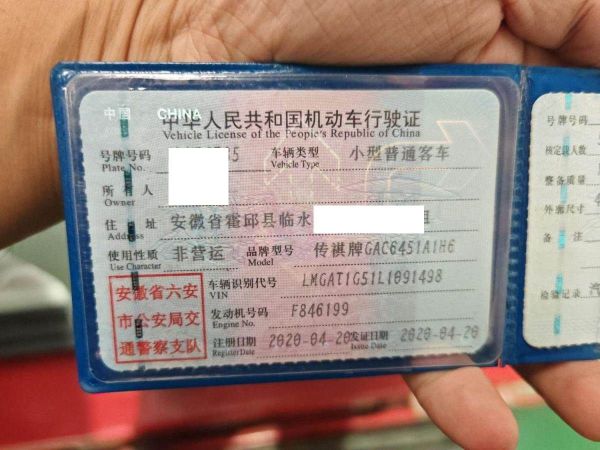 中国 CHINA
中华人民共和国机动车行驶证
Vehicle License of the People's Republic of China
号牌号码 5 车辆类型 小型普通客车
Plate No. Vehicle Type
所有人
Owner
住址 安徽省霍邱县临水 组
Address
使用性质 非营运 品牌型号 传祺牌GAC6451A1H6
Use Character Model
车辆识别代号 LMGAT1G51L1091498
VIN
发动机号码 F846199
Engine No.
注册日期 2020-04-20 发证日期 2020-04-20
Register Date Issue Date
安徽省六安
市公安局交
通警察支队
号牌号码
核定载人数
整备质量
外廓尺寸
备注
检验记录